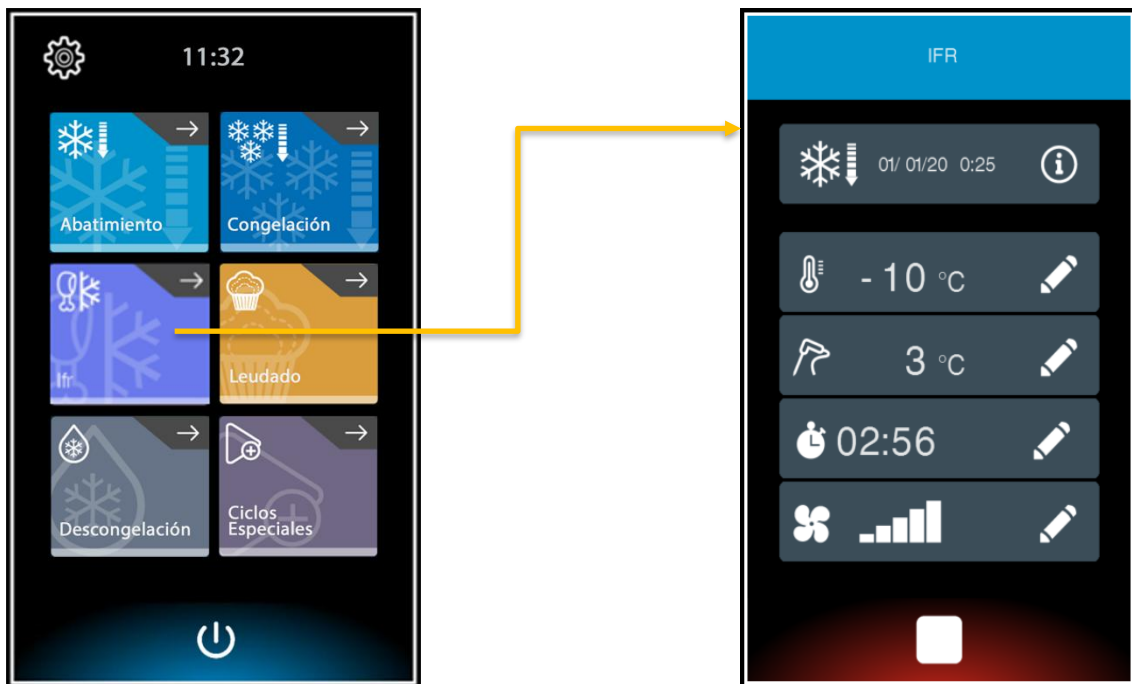 11:32
Abatimiento
Congelación
Ifr
Leudado
Descongelación
Ciclos
Especiales
IFR
01/ 01/20 0:25
- 10 °C
3 °C
02:56